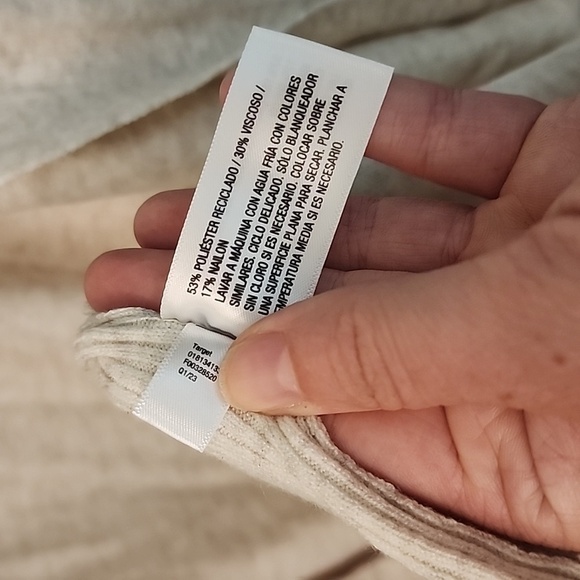 53% POLIÉSTER RECICLADO / 30% VISCOSO /
17% NAILON
LAVAR A MÁQUINA CON AGUA FRÍA CON COLORES
SIMILARES. CICLO DELICADO. SÓLO BLANQUEADOR
SIN CLORO SI ES NECESARIO. COLOCAR SOBRE
UNA SUPERFICIE PLANA PARA SECAR. PLANCHAR A
TEMPERATURA MEDIA SI ES NECESARIO.
Target
F00328520
01/23